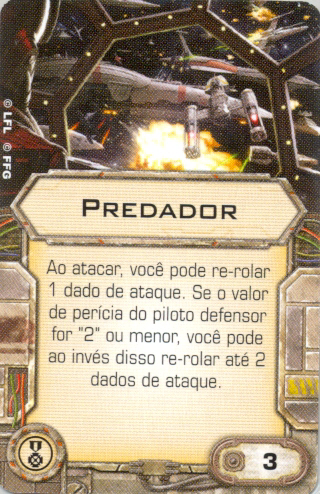 © LFL © FFG
PREDADOR
Ao atacar, você pode re-rolar
1 dado de ataque. Se o valor
de perícia do piloto defensor
for "2" ou menor, você pode
ao invés disso re-rolar até 2
dados de ataque.
3